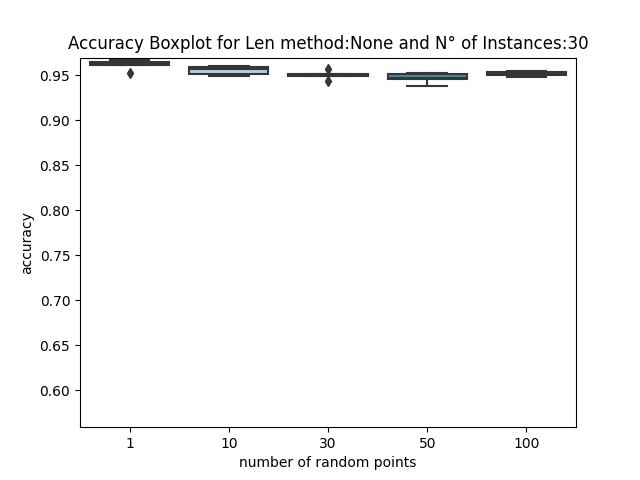 Accuracy Boxplot for Len method:None and N° of Instances:30
0.95
0.90
0.85
0.80
0.75
0.70
0.65
0.60
accuracy
1 10 30 50 100
number of random points